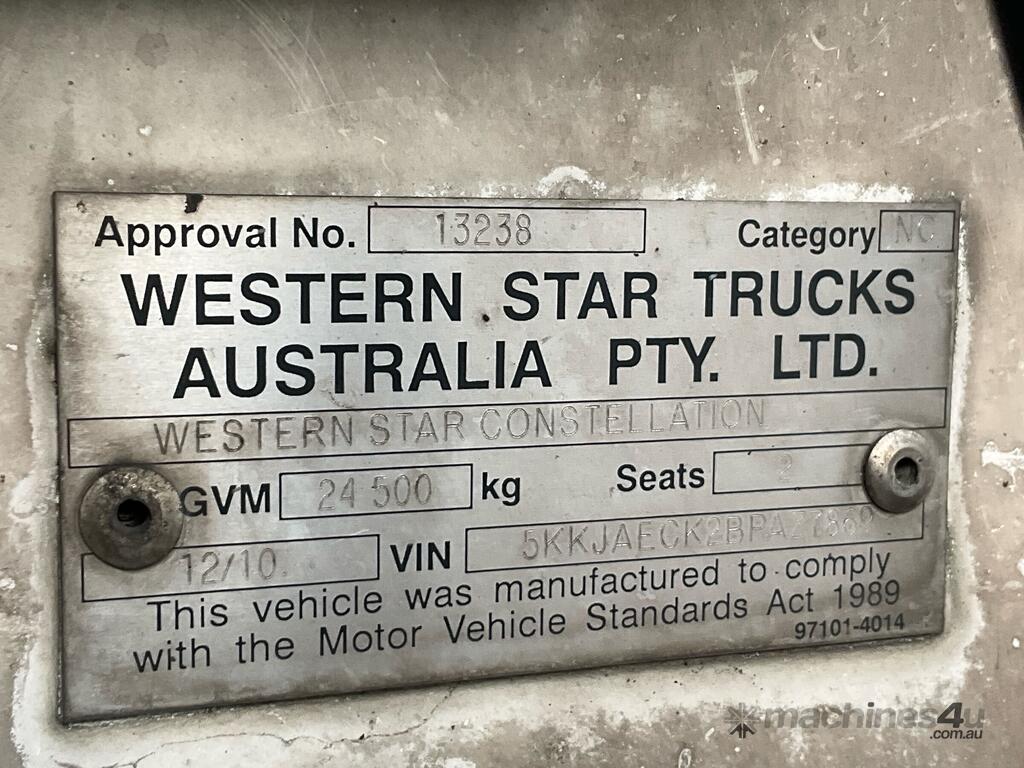 Approval No. 13238 Category NC
WESTERN STAR TRUCKS
AUSTRALIA PTY. LTD.
WESTERN STAR CONSTELLATION
GVM 24 500 kg Seats 2
12/10 VIN
This vehicle was manufactured to comply
with the Motor Vehicle Standards Act 1989
97101-4014
machines4u
.com.au